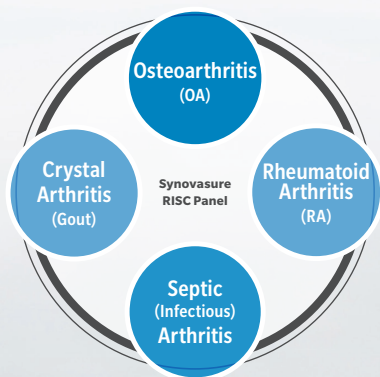 Osteoarthritis
(OA)
Crystal
Arthritis
(Gout)
Synovasure
RISC Panel
Rheumatoid
Arthritis
(RA)
Septic
(Infectious)
Arthritis